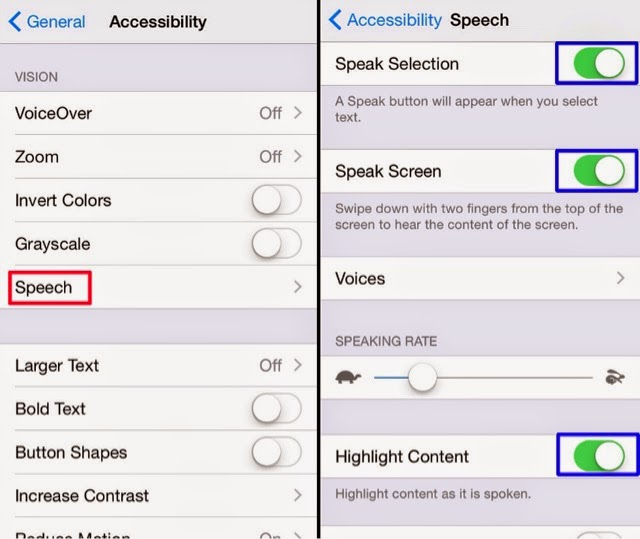 General
Accessibility
VISION
VoiceOver
Off
Zoom
Off
Invert Colors
Grayscale
Speech
Larger Text
Off
Bold Text
Button Shapes
Increase Contrast
Reduce Motion
On
Accessibility
Speech
Speak Selection
A Speak button will appear when you select
text.
Speak Screen
Swipe down with two fingers from the top of the
screen to hear the content of the screen.
Voices
SPEAKING RATE
Highlight Content
Highlight content as it is spoken.